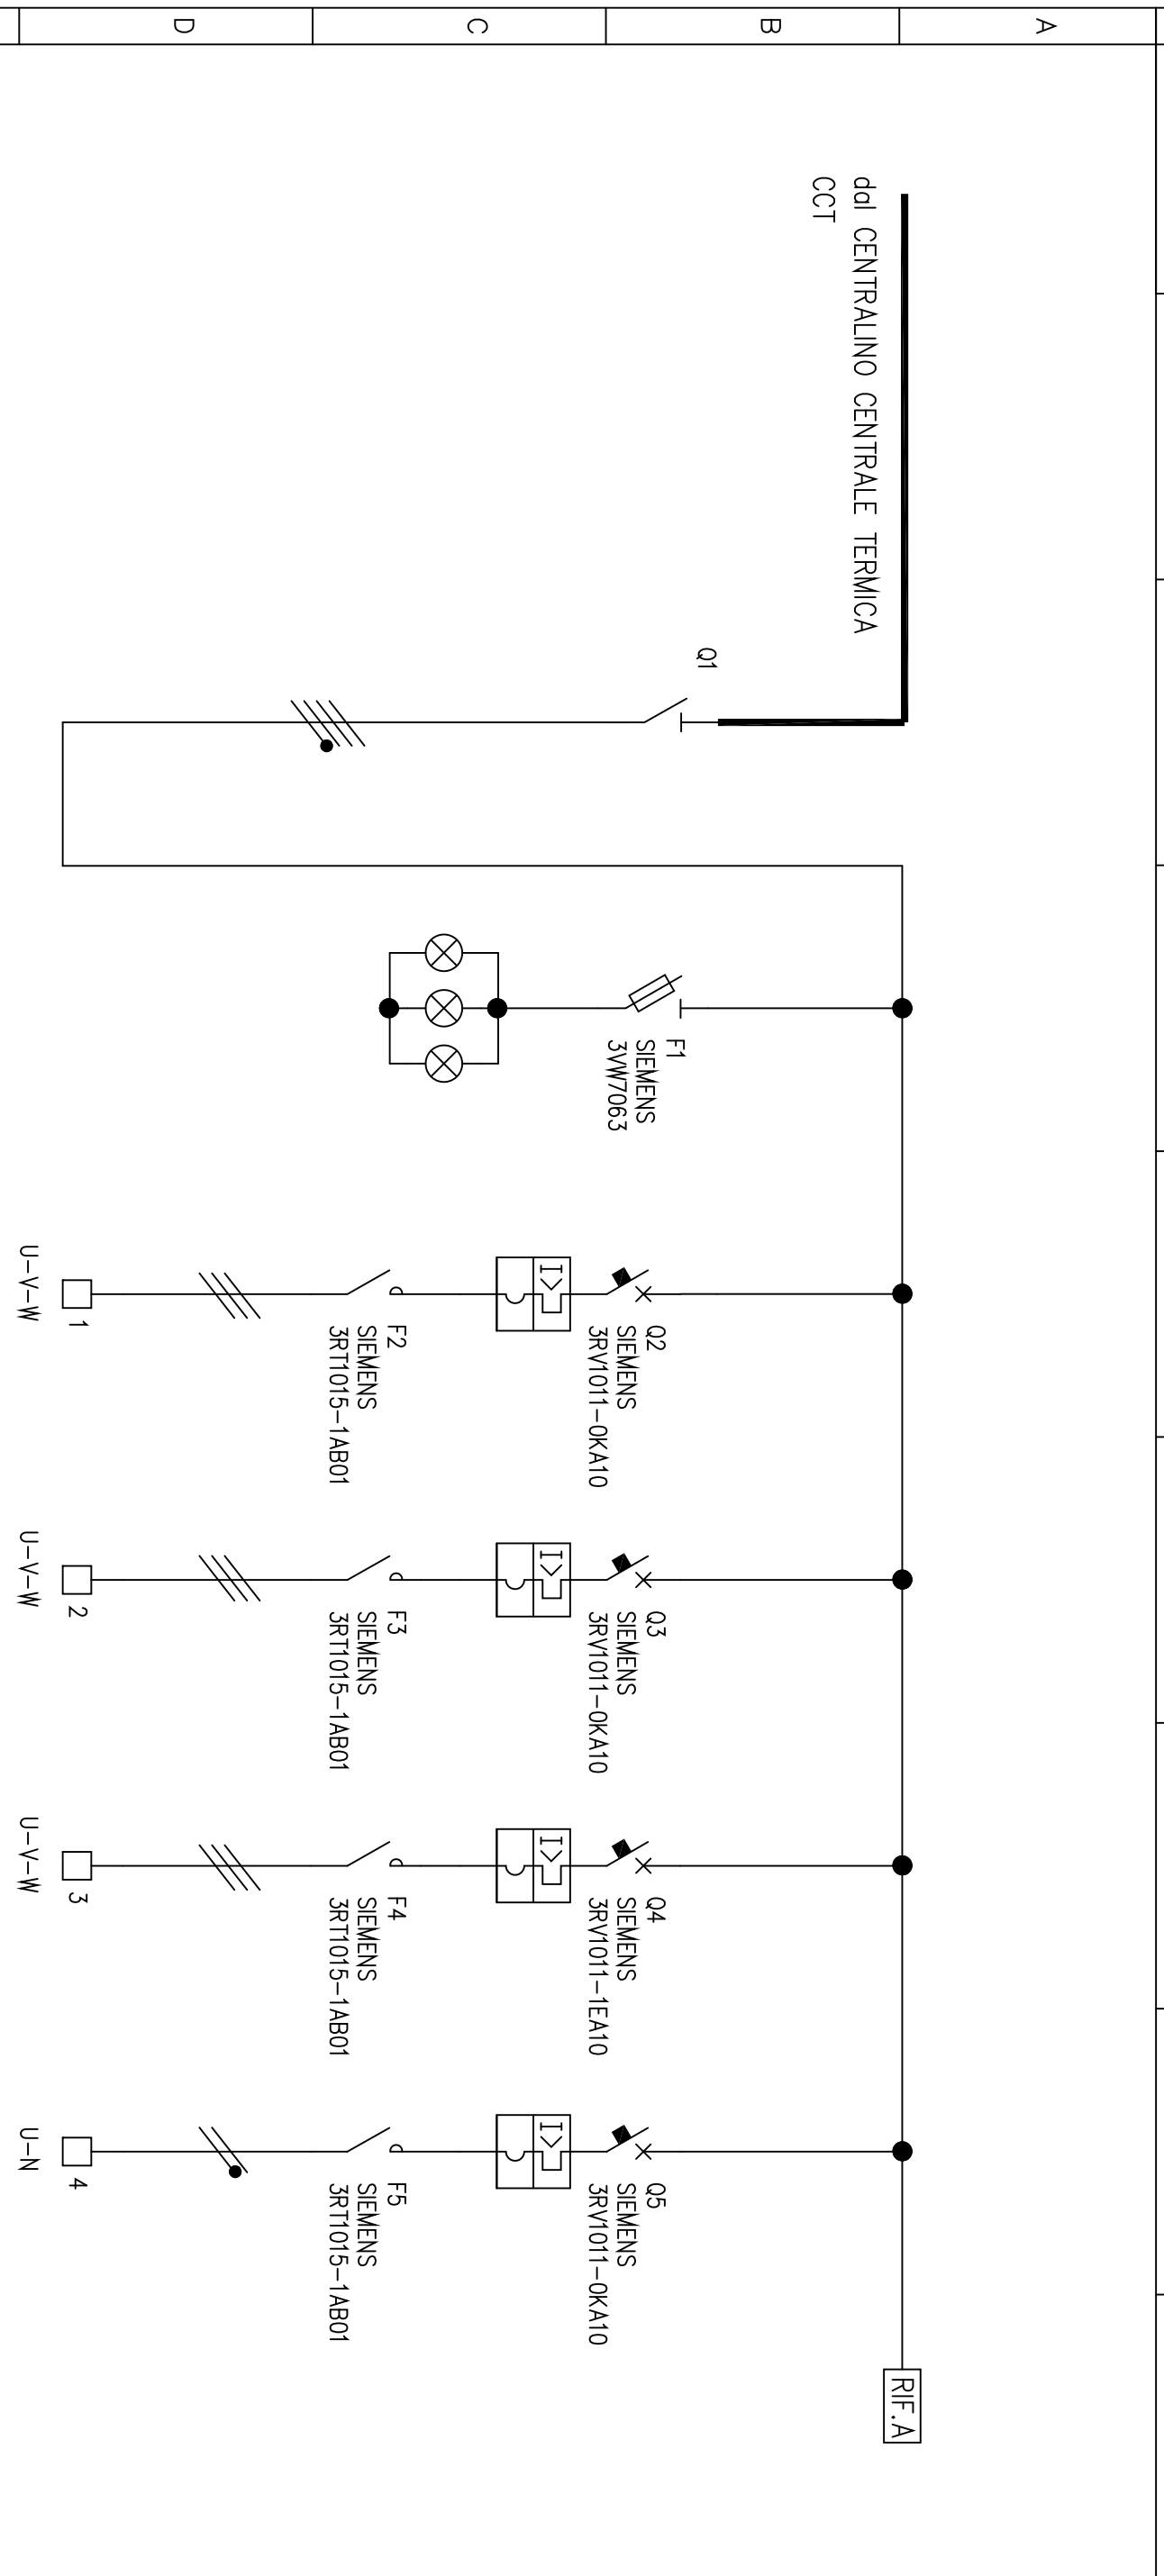 A
B
C
D
dal CENTRALINO CENTRALE TERMICA
CCT
Q1
F1
SIEMENS
3VW7063
Q2
SIEMENS
3RV1011-0KA10
I>
F2
SIEMENS
3RT1015-1AB01
1
U-V-W
Q3
SIEMENS
3RV1011-0KA10
I>
F3
SIEMENS
3RT1015-1AB01
2
U-V-W
Q4
SIEMENS
3RV1011-1EA10
I>
F4
SIEMENS
3RT1015-1AB01
3
U-V-W
Q5
SIEMENS
3RV1011-0KA10
I>
F5
SIEMENS
3RT1015-1AB01
4
U-N
RIF.A